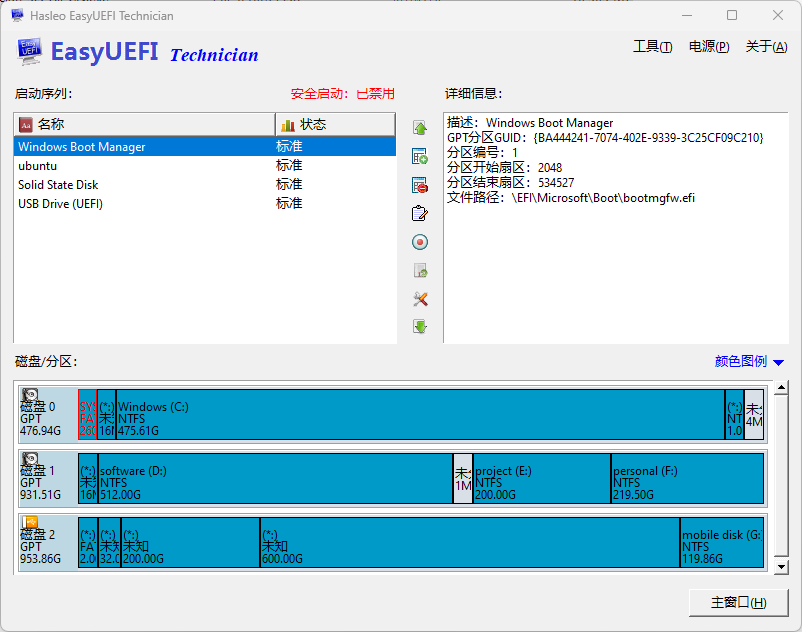 Hasleo EasyUEFI Technician
EasyUEFI Technician
工具(T) 电源(P) 关于(A)
启动序列:
安全启动: 已禁用
名称 状态
Windows Boot Manager 标准
ubuntu 标准
Solid State Disk 标准
USB Drive (UEFI) 标准
详细信息:
描述: Windows Boot Manager
GPT分区GUID: {BA444241-7074-402E-9339-3C25CF09C210}
分区编号: 1
分区开始扇区: 2048
分区结束扇区: 534527
文件路径: \EFI\Microsoft\Boot\bootmgfw.efi
磁盘/分区:
颜色图例
磁盘 0
GPT
476.94G
SYS
FA
260
(*:)
未
16M
Windows (C:)
NTFS
475.61G
(*:)
NT
1.0
未
4M
磁盘 1
GPT
931.51G
(*:)
未
16M
software (D:)
NTFS
512.00G
未
1M
project (E:)
NTFS
200.00G
personal (F:)
NTFS
219.50G
磁盘 2
GPT
953.86G
(*:)
FA
2.0
(*:)
未知
32.0
(*:)
未知
200.00G
(*:)
未知
600.00G
mobile disk (G:
NTFS
119.86G
主窗口(H)